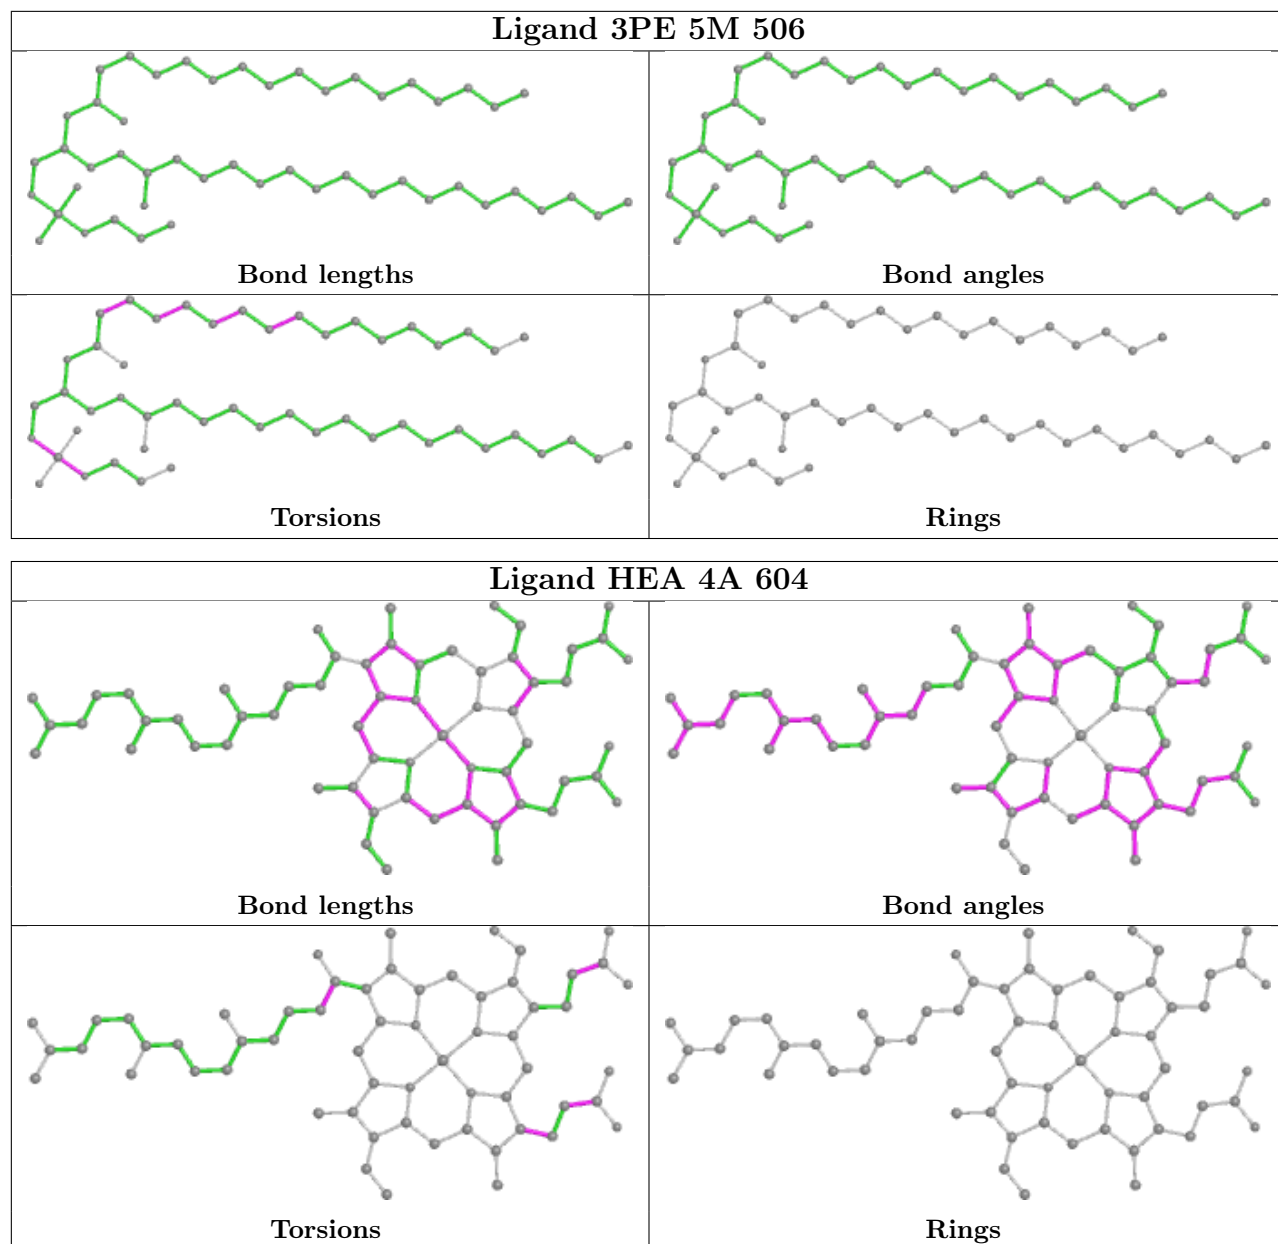 Ligand 3PE 5M 506
Bond lengths
Bond angles
Torsions
Rings
Ligand HEA 4A 604
Bond lengths
Bond angles
Torsions
Rings